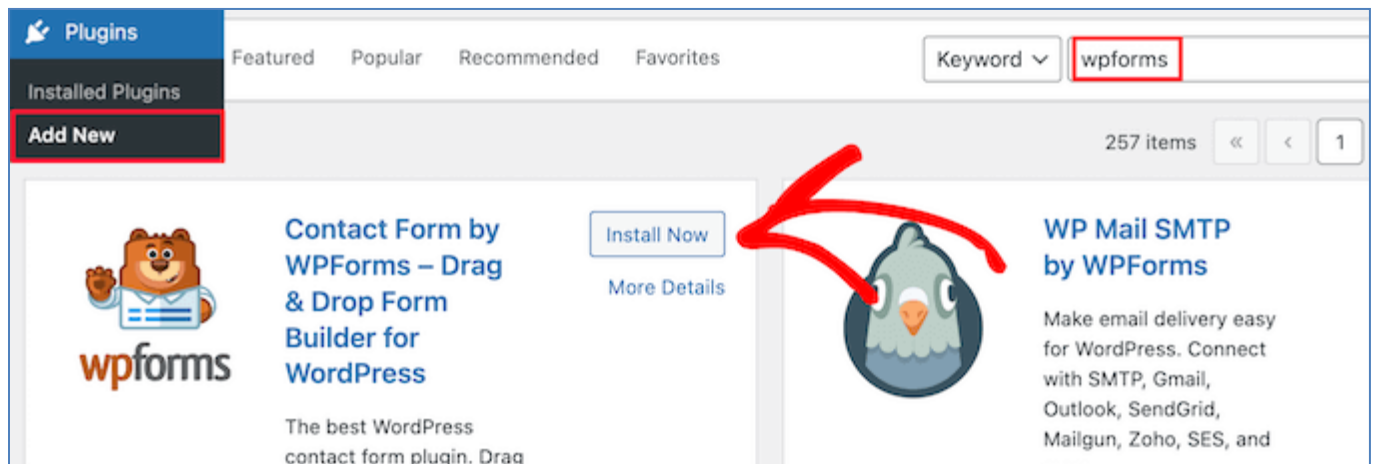 Plugins
Featured Popular Recommended Favorites
Keyword wpforms
Installed Plugins
Add New
257 items « ‹ 1
Contact Form by
WPForms – Drag
& Drop Form
Builder for
WordPress
Install Now
More Details
wpforms
The best WordPress
contact form plugin. Drag
WP Mail SMTP
by WPForms
Make email delivery easy
for WordPress. Connect
with SMTP, Gmail,
Outlook, SendGrid,
Mailgun, Zoho, SES, and